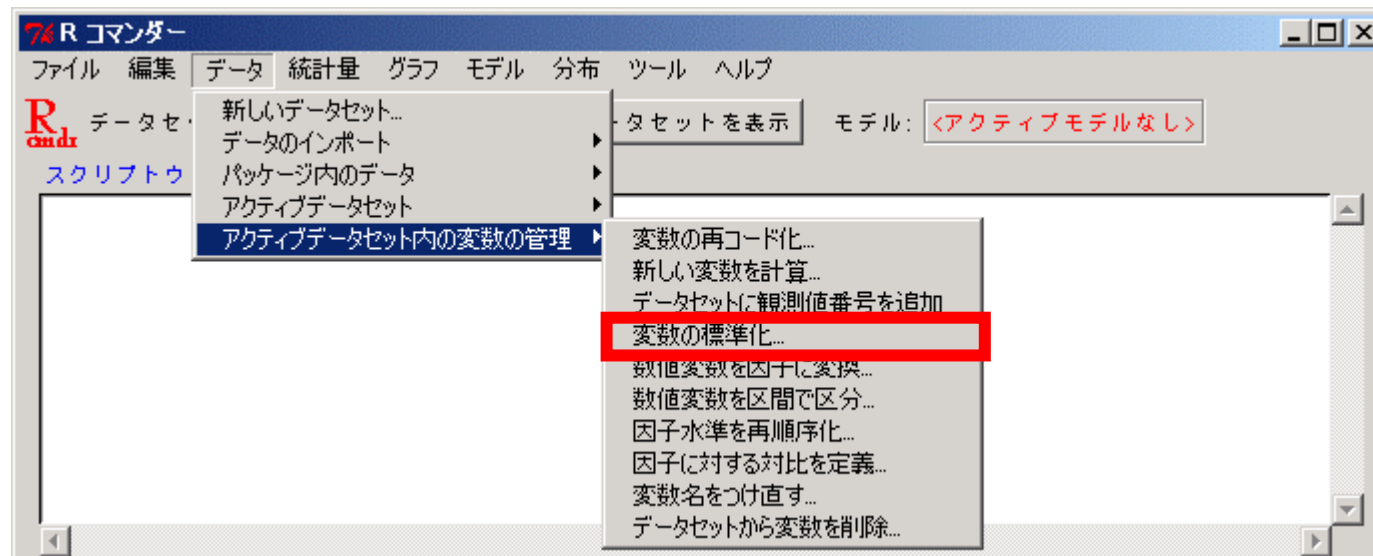 R コマンダー
ファイル 編集 データ 統計量 グラフ モデル 分布 ツール ヘルプ
R cmdr データセ タセットを表示 モデル: <アクティブモデルなし>
スクリプトウ
新しいデータセット...
データのインポート
パッケージ内のデータ
アクティブデータセット
アクティブデータセット内の変数の管理
変数の再コード化...
新しい変数を計算...
データセットに観測値番号を追加
変数の標準化...
数値変数を因子に変換...
数値変数を区間で区分...
因子水準を再順序化...
因子に対する対比を定義...
変数名をつけ直す...
データセットから変数を削除...